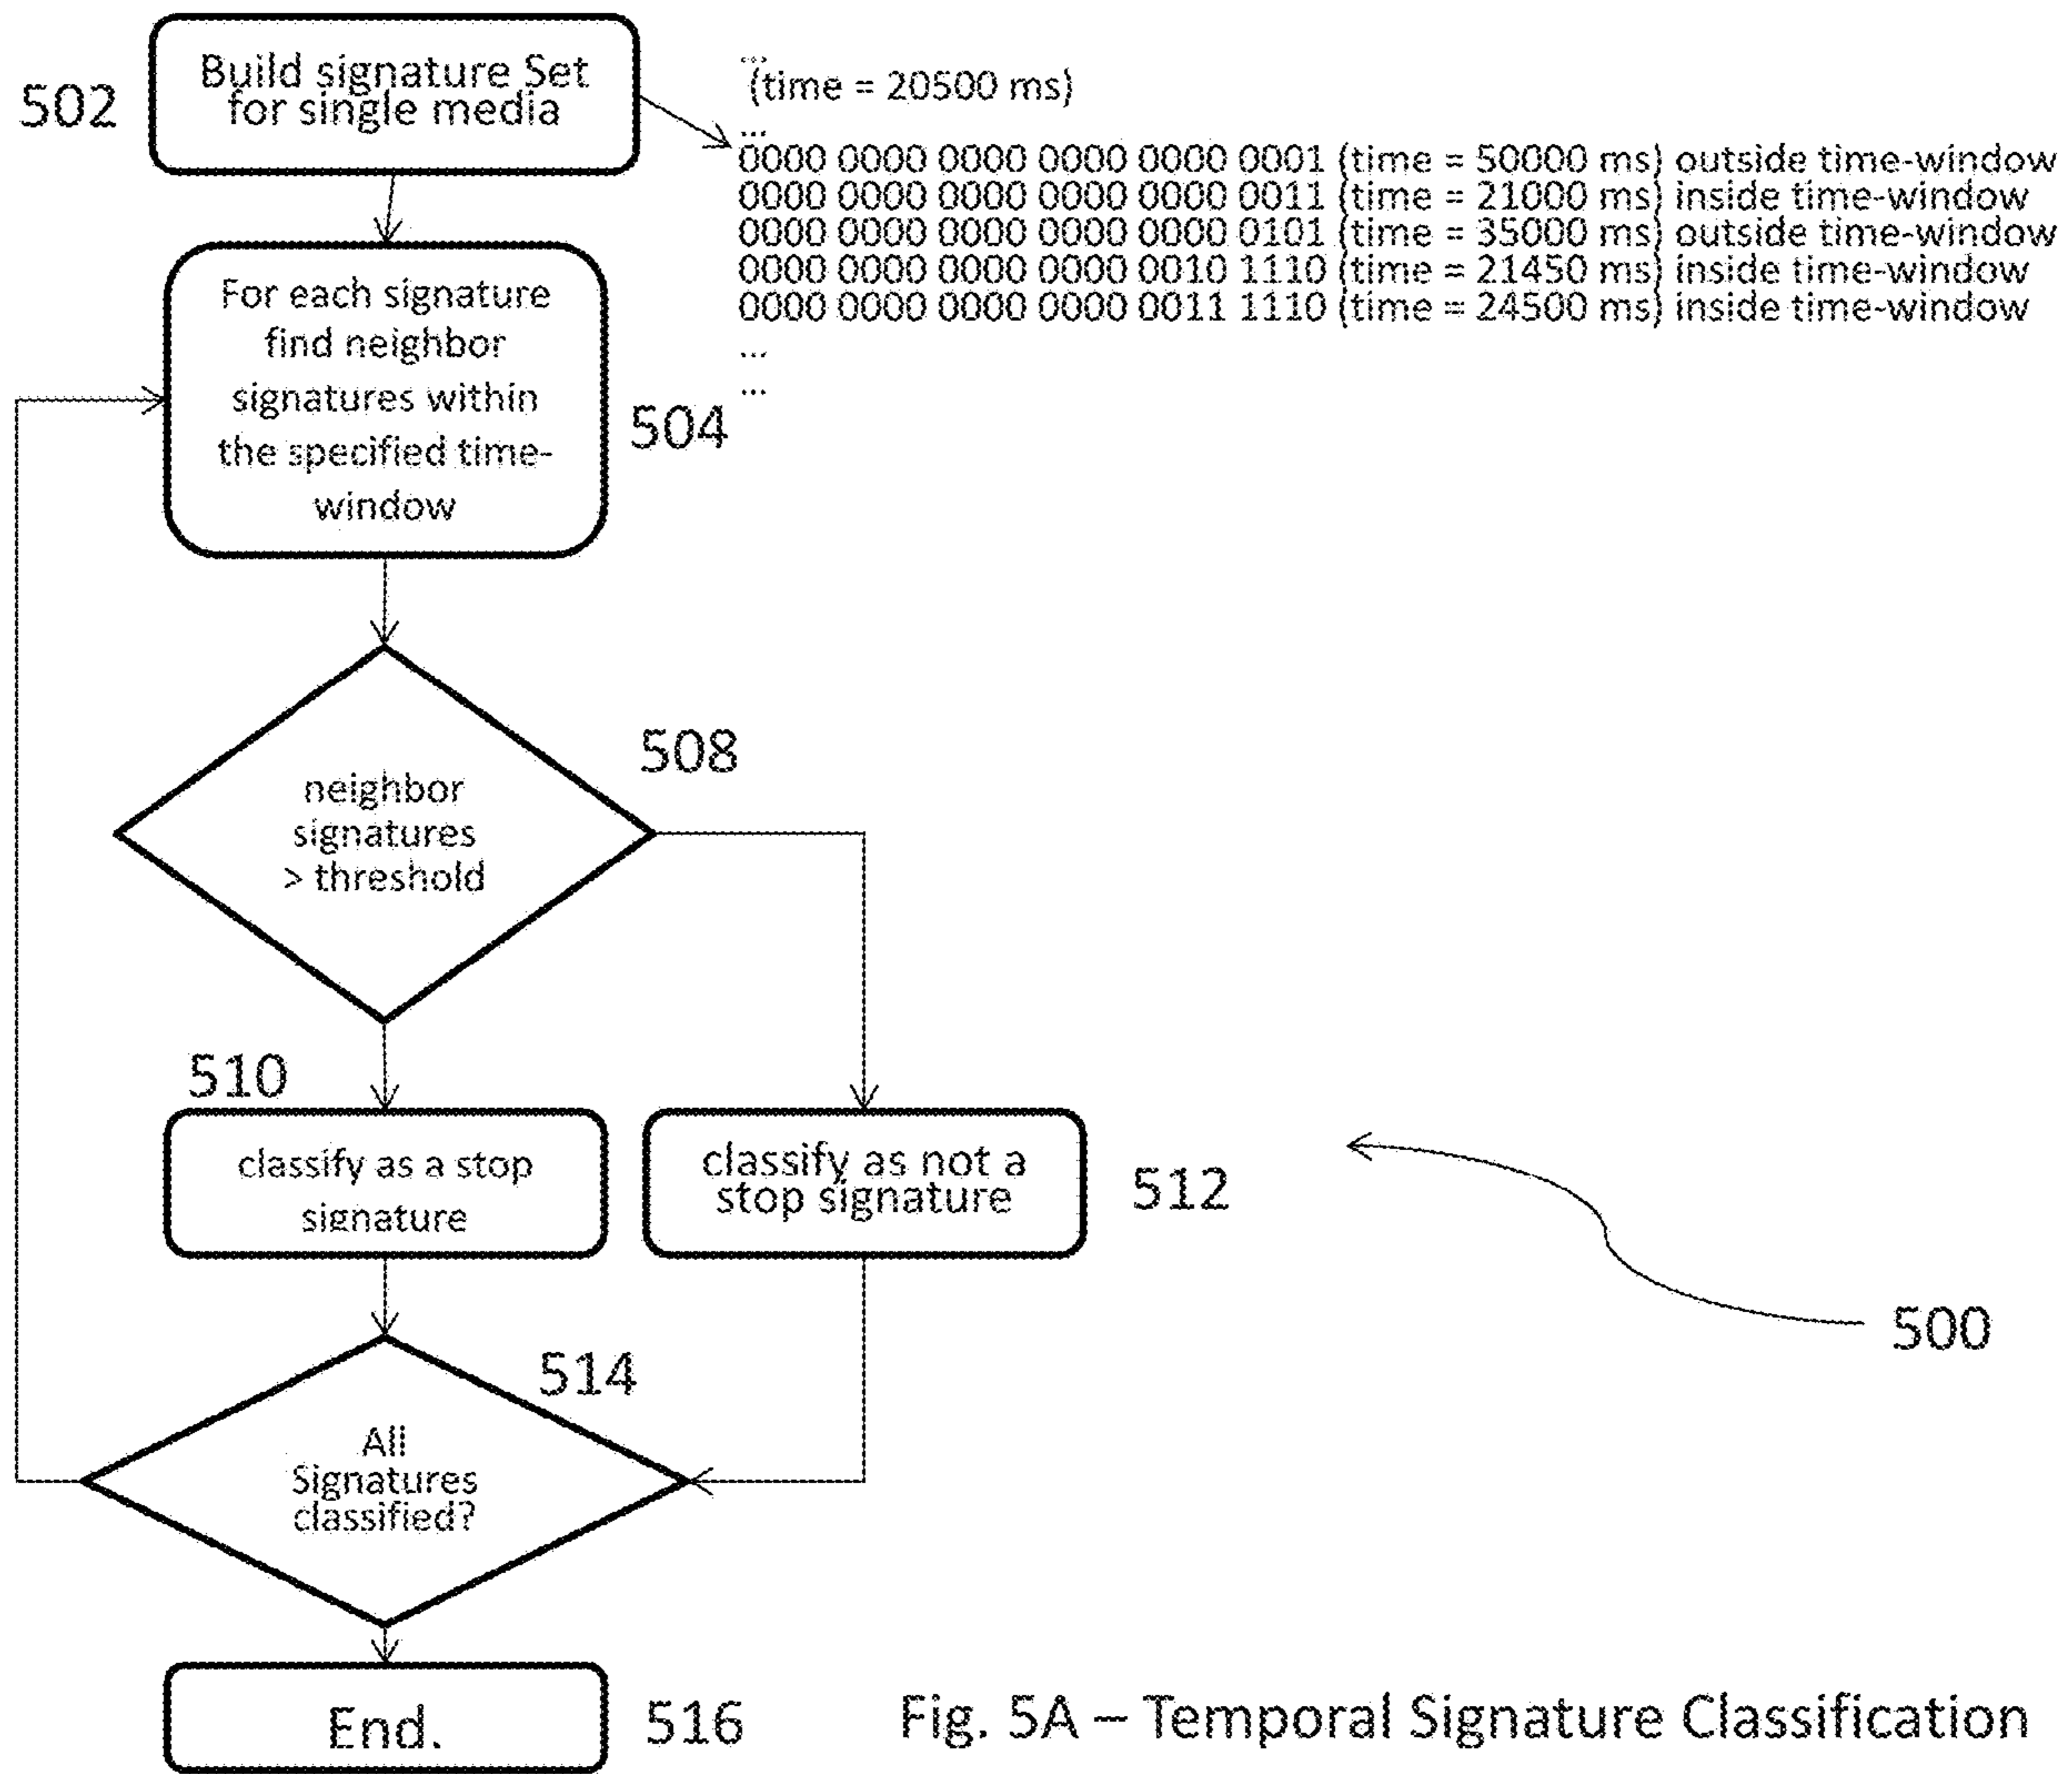 502
Build signature Set
for single media
...
(time = 20500 ms)
...
0000 0000 0000 0000 0000 0001 (time = 50000 ms) outside time-window
0000 0000 0000 0000 0000 0011 (time = 21000 ms) inside time-window
0000 0000 0000 0000 0000 0101 (time = 35000 ms) outside time-window
0000 0000 0000 0000 0010 1110 (time = 21450 ms) inside time-window
0000 0000 0000 0000 0011 1110 (time = 24500 ms) inside time-window
...
...
For each signature
find neighbor
signatures within
the specified time-
window
504
508
neighbor
signatures
> threshold
510
classify as a stop
signature
classify as not a
stop signature
512
500
514
All
Signatures
classified?
End.
516
Fig. 5A – Temporal Signature Classification